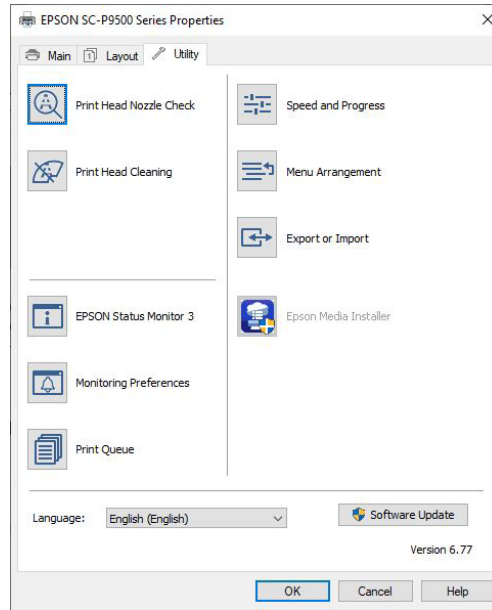 EPSON SC-P9500 Series Properties
Main
1
Layout
Utility
Print Head Nozzle Check
Speed and Progress
Print Head Cleaning
Menu Arrangement
Export or Import
EPSON Status Monitor 3
Epson Media Installer
Monitoring Preferences
Print Queue
Language:
English (English)
Software Update
Version 6.77
OK
Cancel
Help